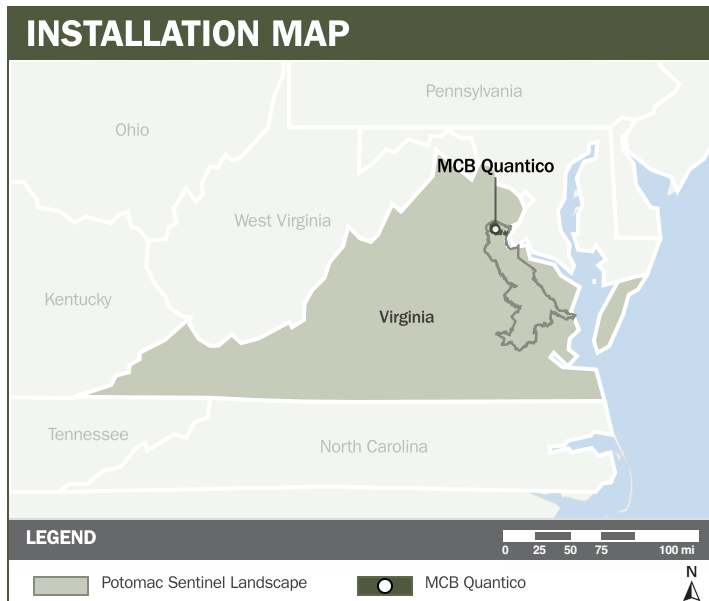 INSTALLATION MAP
Pennsylvania
Ohio
MCB Quantico
West Virginia
Kentucky
Virginia
Tennessee
North Carolina
LEGEND
0 25 50 75 100 mi
Potomac Sentinel Landscape
MCB Quantico
N